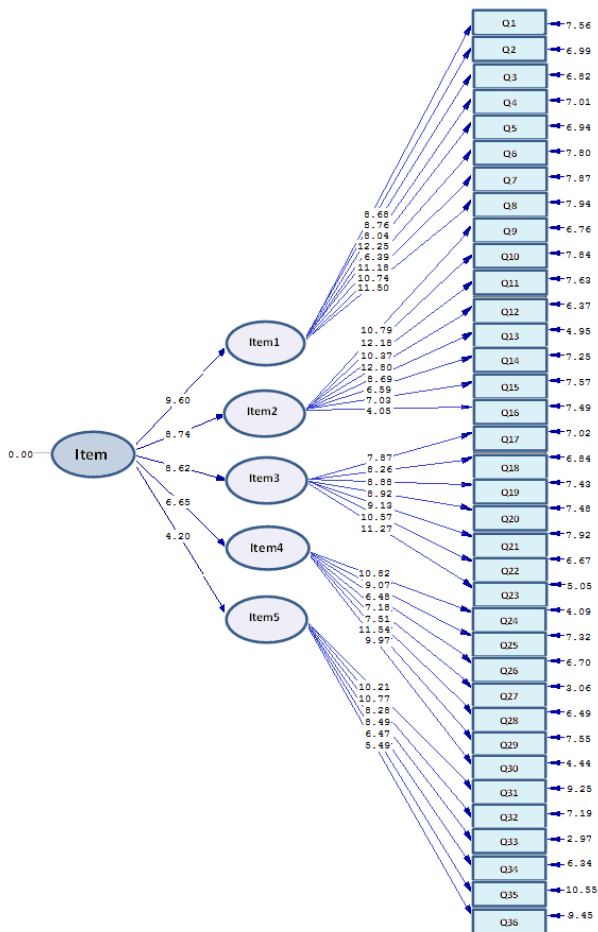 Q1 7.56
Q2 6.99
Q3 6.82
Q4 7.01
Q5 6.94
Q6 7.80
Q7 7.87
Q8 7.94
Q9 6.76
Q10 7.84
Q11 7.63
Q12 6.37
Q13 4.95
Q14 7.25
Q15 7.57
Q16 7.49
Q17 7.02
Q18 6.84
Q19 7.43
Q20 7.48
Q21 7.92
Q22 6.67
Q23 5.05
Q24 4.09
Q25 7.32
Q26 6.70
Q27 3.06
Q28 6.49
Q29 7.55
Q30 4.44
Q31 9.25
Q32 7.19
Q33 2.97
Q34 6.34
Q35 10.55
Q36 9.45
8.68
8.76
8.04
12.25
6.39
11.18
10.74
11.50
10.79
12.18
10.37
12.80
8.69
6.59
7.03
4.05
7.87
8.26
8.88
8.92
9.13
10.57
11.27
10.82
9.07
6.48
7.18
7.51
11.54
9.97
10.21
10.77
8.28
8.49
6.47
5.49
Item1
Item2
Item3
Item4
Item5
9.60
8.74
8.62
6.65
4.20
0.00 Item